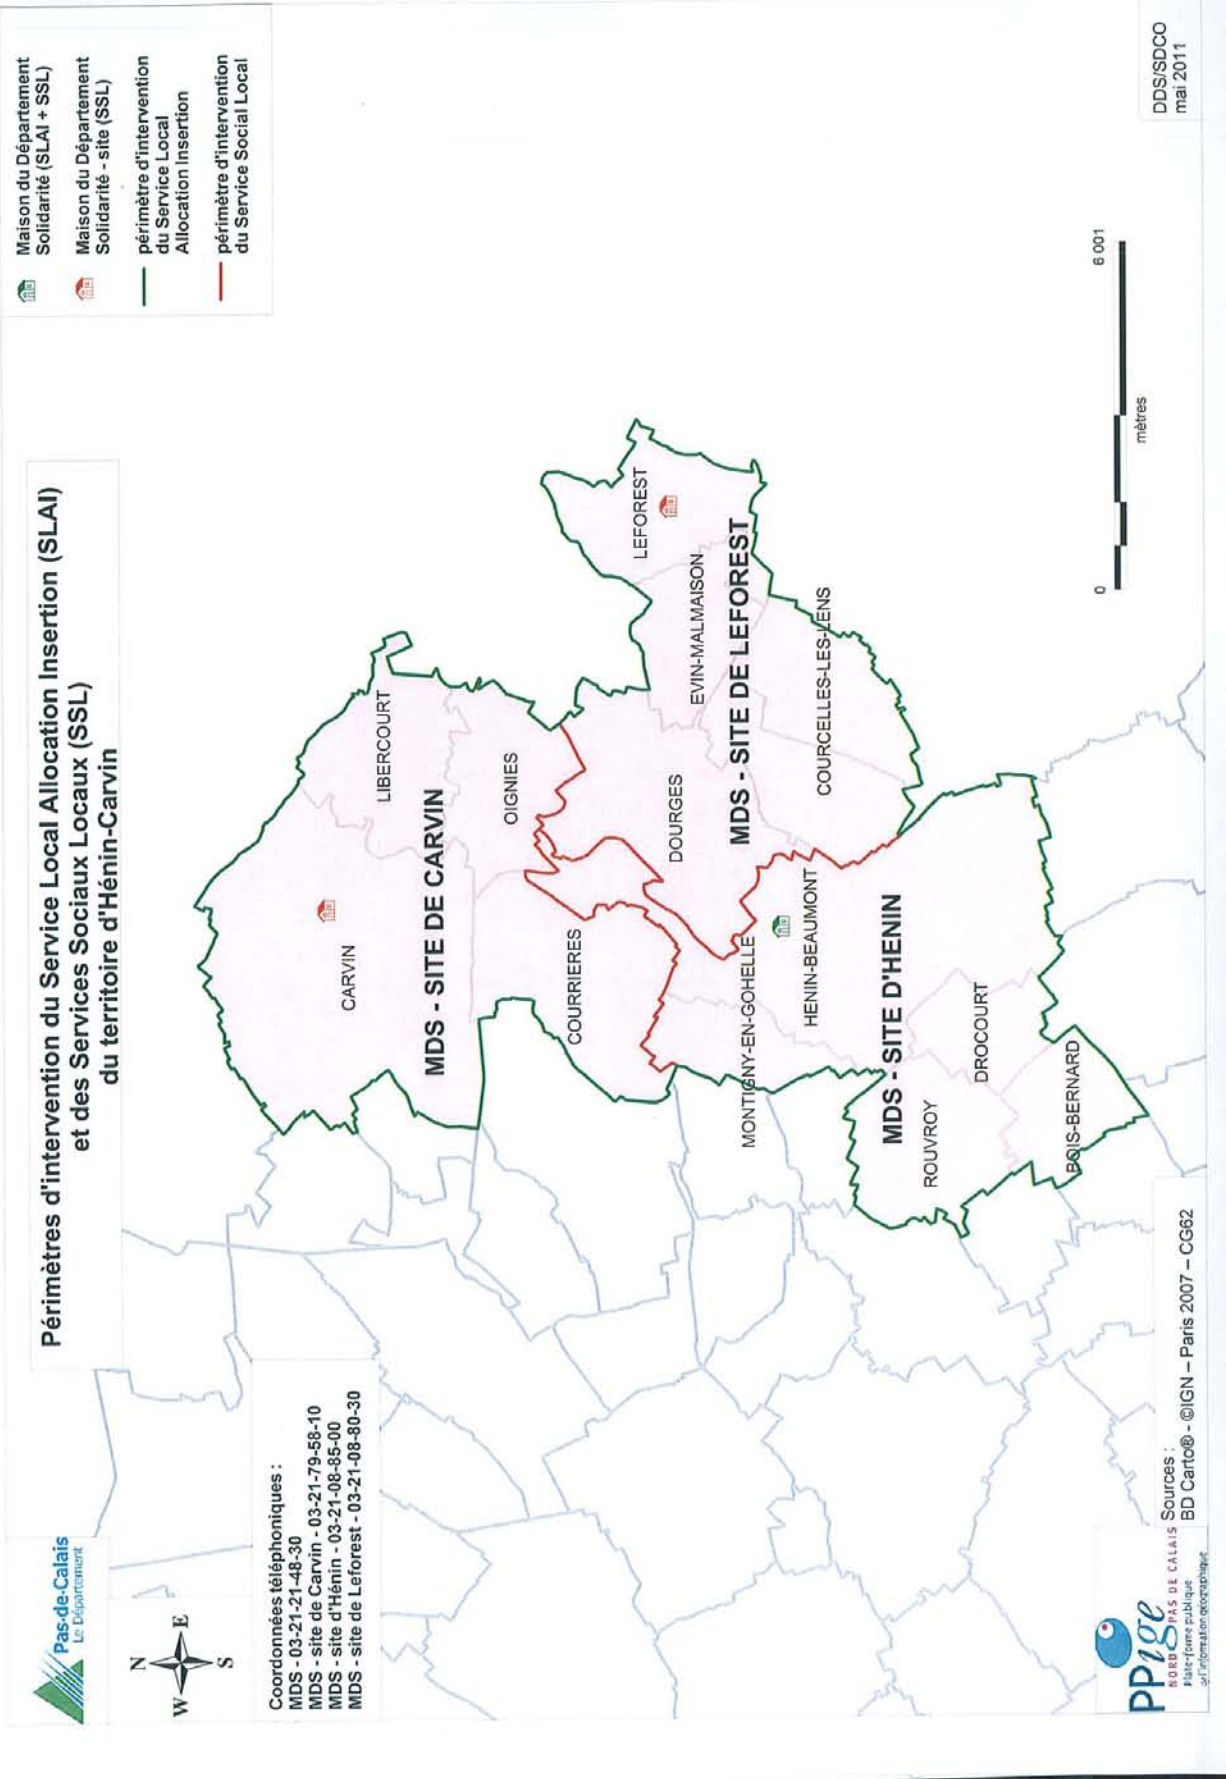 Pas-de-Calais
Le Département
Périmètres d'intervention du Service Local Allocation Insertion (SLAI)
et des Services Sociaux Locaux (SSL)
du territoire d'Hénin-Carvin
Maison du Département
Solidarité (SLAI + SSL)
Maison du Département
Solidarité - site (SSL)
périmètre d'intervention
du Service Local
Allocation Insertion
périmètre d'intervention
du Service Social Local
N
W E
S
Coordonnées téléphoniques :
MDS - 03-21-21-48-30
MDS - site de Carvin - 03-21-79-58-10
MDS - site d'Hénin - 03-21-08-85-00
MDS - site de Leforest - 03-21-08-80-30
CARVIN
LIBERCOURT
MDS - SITE DE CARVIN
OIGNIES
COURRIERES
LEFOREST
DOURGES
EVIN-MALMAISON
MDS - SITE DE LEFOREST
MONTIGNY-EN-GOHELLE
HENIN-BEAUMONT
COURCELLES-LES-LENS
MDS - SITE D'HENIN
ROUVROY
DROCOURT
BOIS-BERNARD
0
6 001
mètres
PPige
NORD PAS DE CALAIS
Plate-forme publique
de l'information géographique
Sources :
BD Carto® - ©IGN – Paris 2007 – CG62
DDS/SDCO
mai 2011